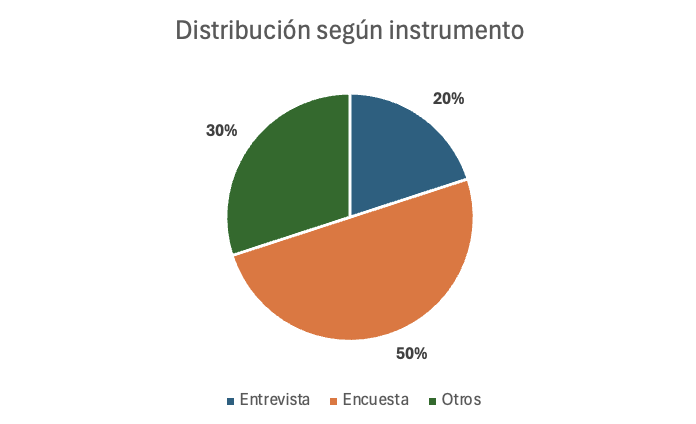 Distribución según instrumento
20%
30%
50%
Entrevista Encuesta Otros